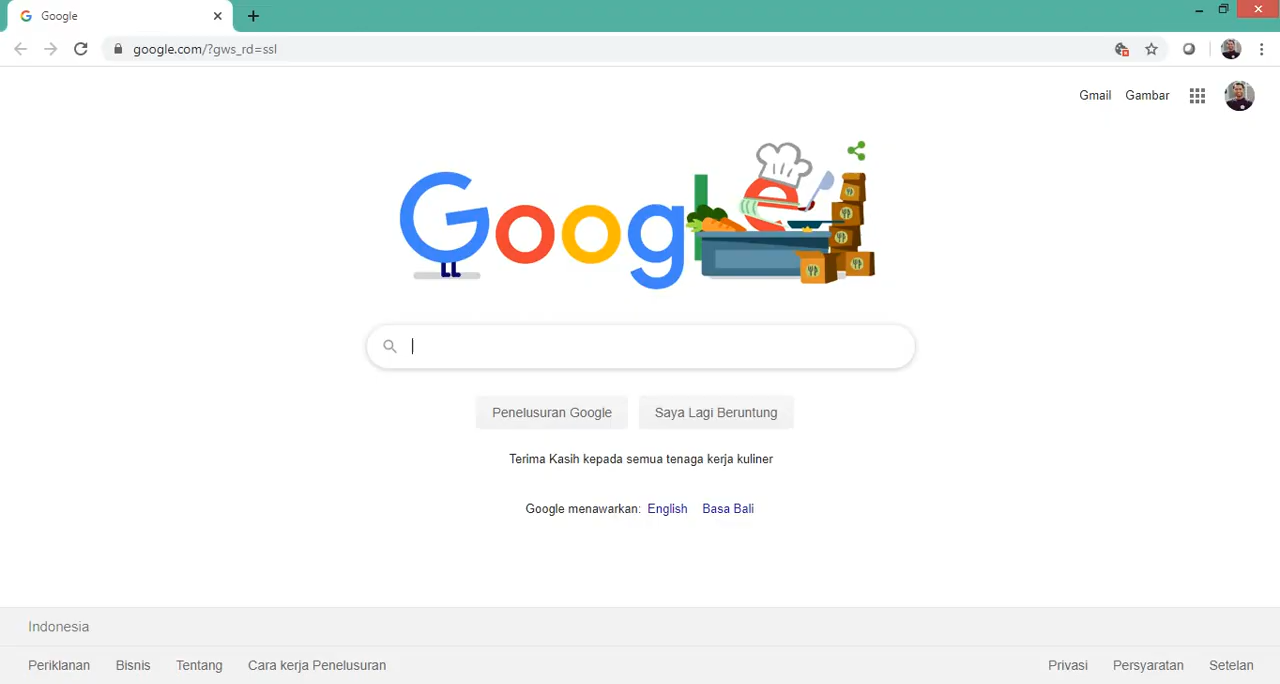 Google
google.com/?gws_rd=ssl
Gmail Gambar
Google
Penelusuran Google Saya Lagi Beruntung
Terima Kasih kepada semua tenaga kerja kuliner
Google menawarkan: English Basa Bali
Indonesia
Periklanan Bisnis Tentang Cara kerja Penelusuran Privasi Persyaratan Setelan